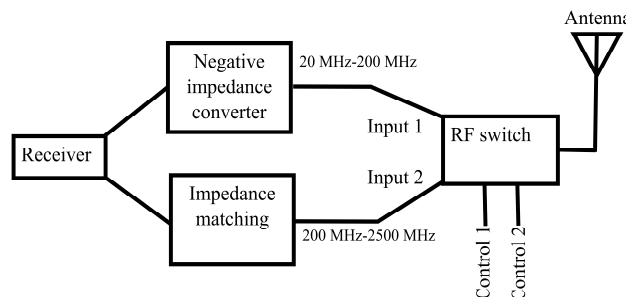 Antenna
Negative
impedance
converter
20 MHz-200 MHz
Input 1
RF switch
Receiver
Input 2
Impedance
matching
200 MHz-2500 MHz
Control 1
Control 2